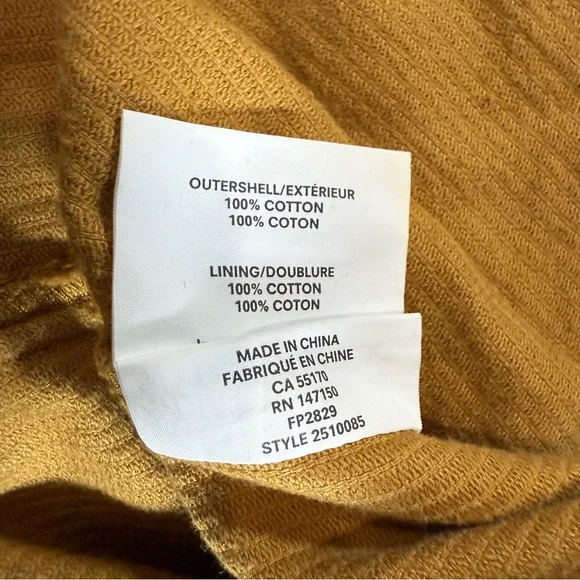 OUTERSHELL/EXTÉRIEUR
100% COTTON
100% COTON
LINING/DOUBLURE
100% COTTON
100% COTON
MADE IN CHINA
FABRIQUÉ EN CHINE
CA 55170
RN 147150
FP2829
STYLE 2510085